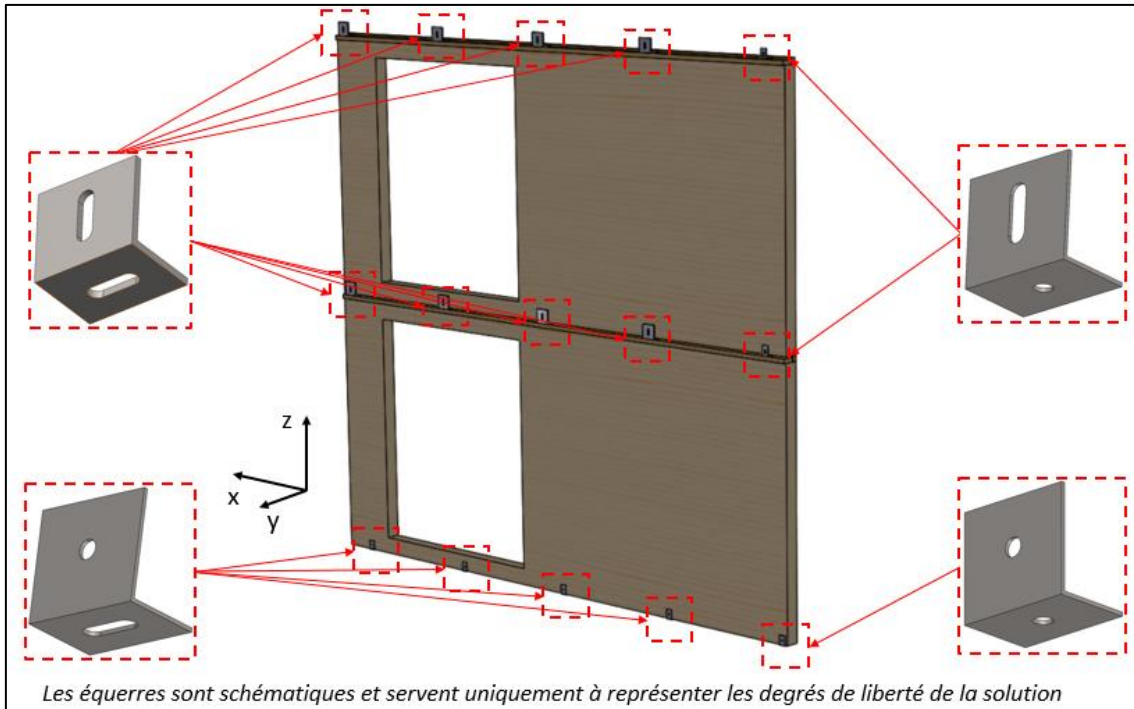 z
x
y
Les équerres sont schématiques et servent uniquement à représenter les degrés de liberté de la solution